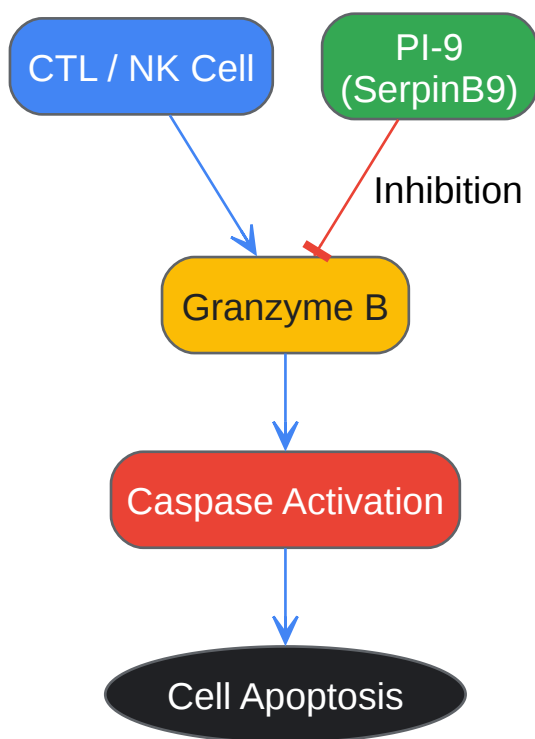 CTL / NK Cell
PI-9
(SerpinB9)
Inhibition
Granzyme B
Caspase Activation
Cell Apoptosis